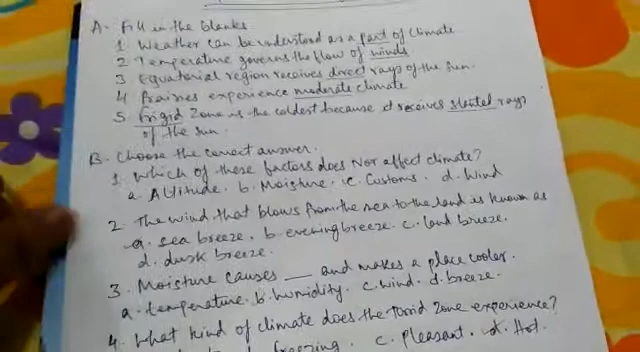 A- Fill in the blanks
1 Weather can be understood as a part of climate
2 Temperature governs the flow of winds
3 Equatorial region receives direct rays of the sun.
4 Prairies experience moderate climate
5 Frigid Zone is the coldest because it receives slanted rays
of the sun.
B- Choose the correct answer.
1. Which of these factors does Not affect climate?
a Altitude. b. Moisture. c. Customs. d. Wind
2 The wind that blows from the sea to the land is known as
a. sea breeze. b- evening breeze. c. land breeze.
d. dusk breeze.
3. Moisture causes __ and makes a place cooler.
a. temperature. b. humidity. c. wind. d. breeze.
4. What kind of climate does the Torrid Zone experience?
freezing. c. Pleasant. d. Hot.